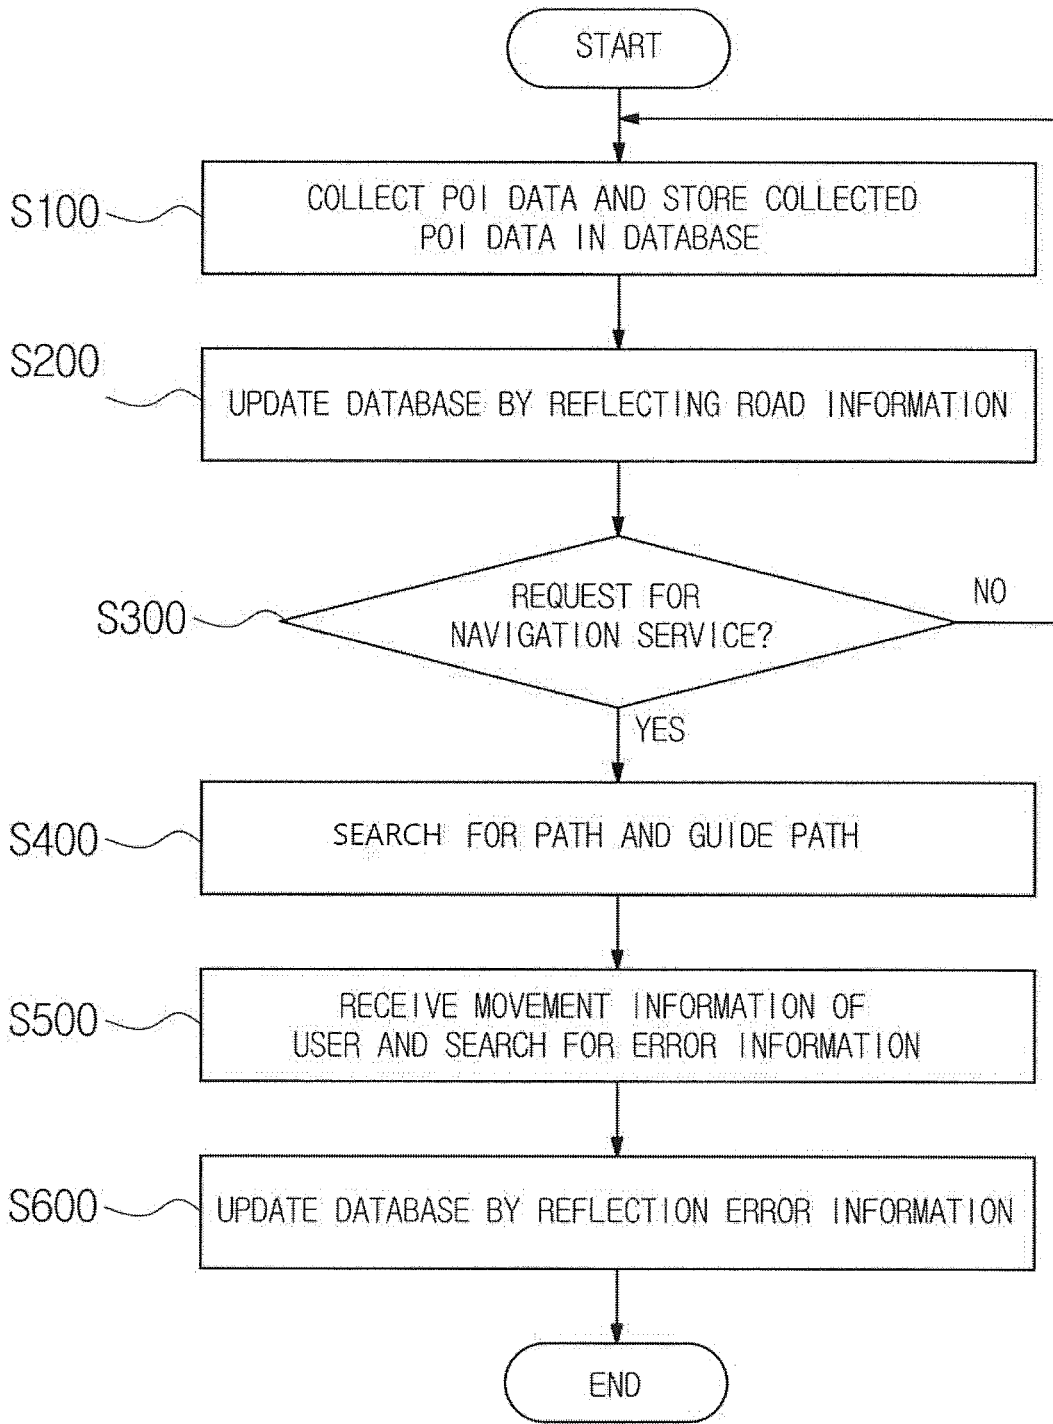 START
S100
COLLECT POI DATA AND STORE COLLECTED
POI DATA IN DATABASE
S200
UPDATE DATABASE BY REFLECTING ROAD INFORMATION
S300
REQUEST FOR
NAVIGATION SERVICE?
NO
YES
S400
SEARCH FOR PATH AND GUIDE PATH
S500
RECEIVE MOVEMENT INFORMATION OF
USER AND SEARCH FOR ERROR INFORMATION
S600
UPDATE DATABASE BY REFLECTION ERROR INFORMATION
END